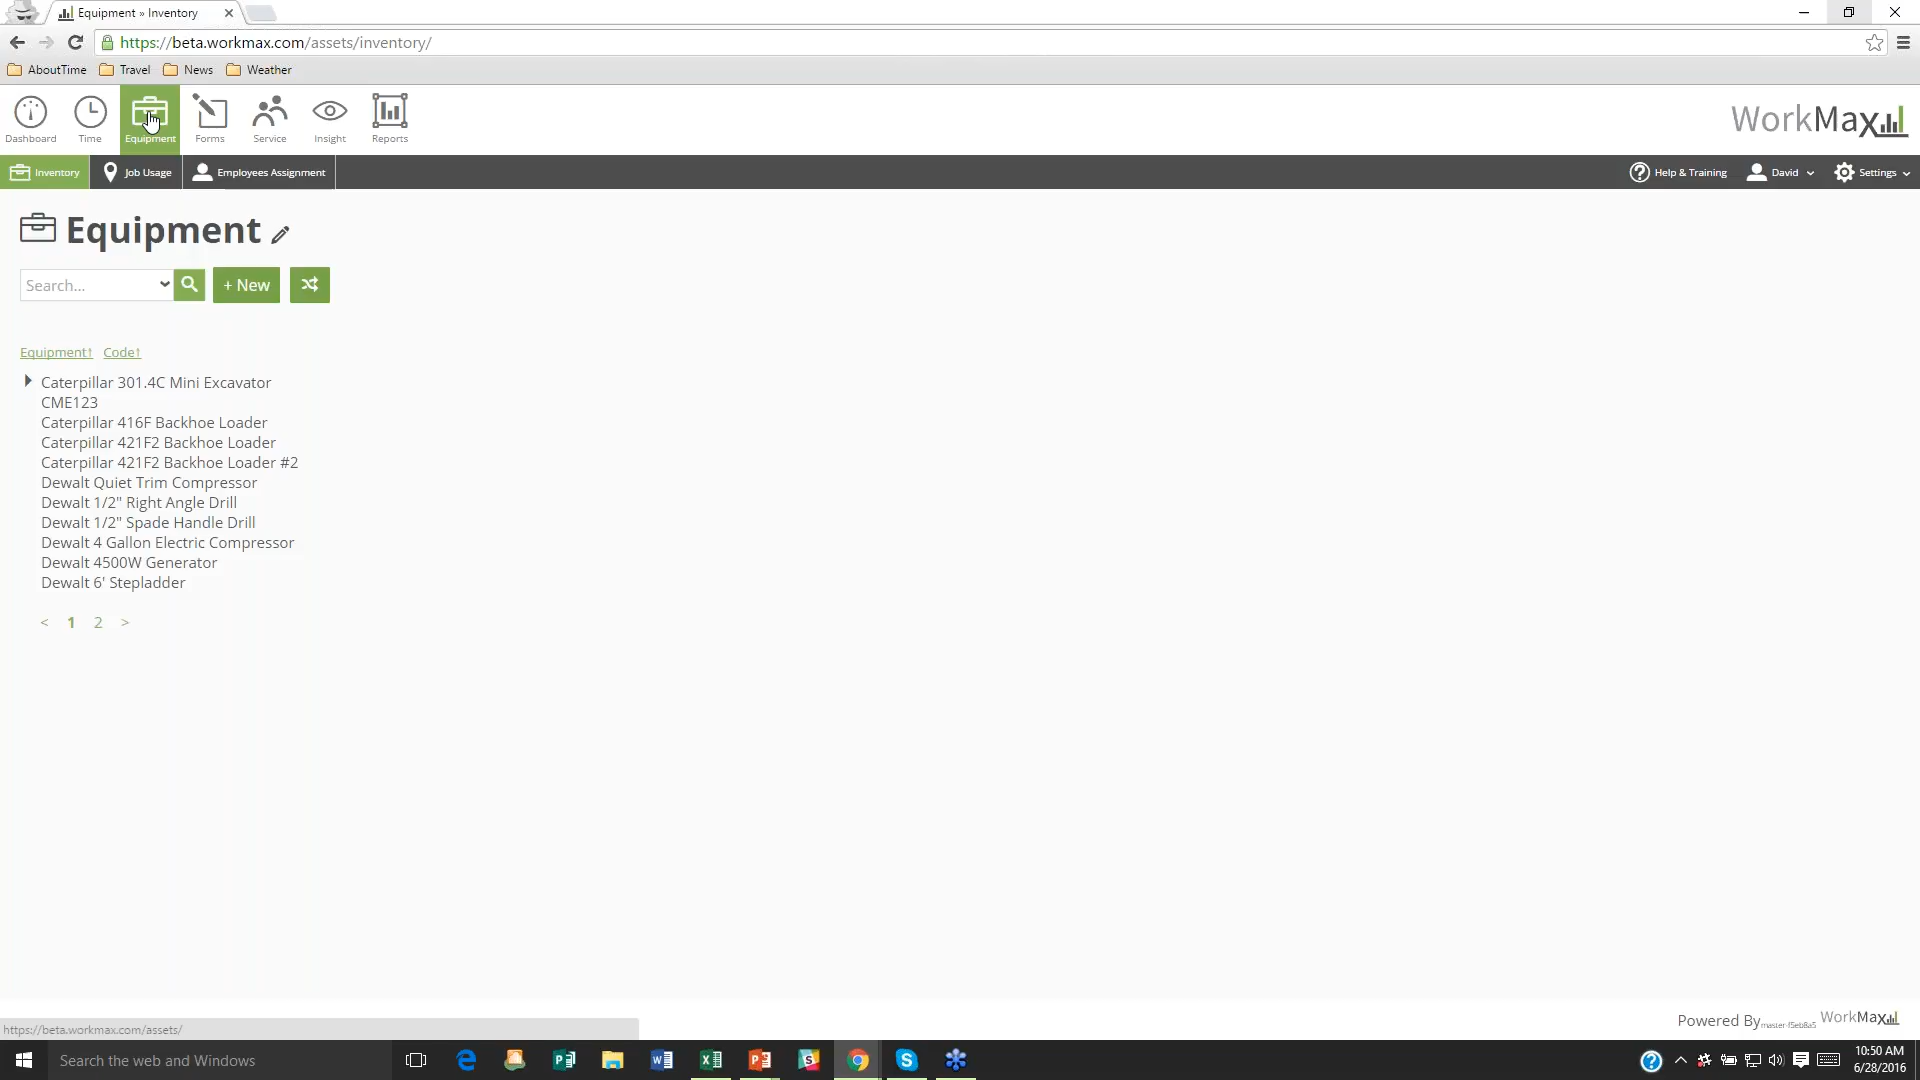 Equipment » Inventory
https://beta.workmax.com/assets/inventory/
AboutTime Travel News Weather
Dashboard Time Equipment Forms Service Insight Reports
WorkMax
Inventory Job Usage Employees Assignment Help & Training David Settings
Equipment
Search... + New
Equipment↑ Code↑
Caterpillar 301.4C Mini Excavator
CME123
Caterpillar 416F Backhoe Loader
Caterpillar 421F2 Backhoe Loader
Caterpillar 421F2 Backhoe Loader #2
Dewalt Quiet Trim Compressor
Dewalt 1/2" Right Angle Drill
Dewalt 1/2" Spade Handle Drill
Dewalt 4 Gallon Electric Compressor
Dewalt 4500W Generator
Dewalt 6' Stepladder
< 1 2 >
Powered By master-f5eb8a5 WorkMax
https://beta.workmax.com/assets/
Search the web and Windows
10:50 AM
6/28/2016